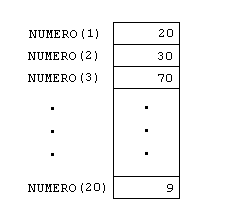 NUMERO(1) 20
NUMERO(2) 30
NUMERO(3) 70
. .
. .
. .
NUMERO(20) 9